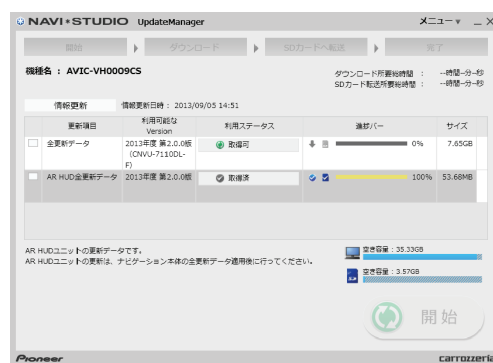 NAVI*STUDIO UpdateManager
メニュー ▼ _ ×
開始
ダウンロード
SDカードへ転送
完了
機種名 : AVIC-VH0009CS
ダウンロード所要総時間 : --時間--分--秒
SDカード転送所要総時間 : --時間--分--秒
情報更新
情報更新日時 : 2013/09/05 14:51
更新項目 利用可能なVersion 利用ステータス 進捗バー サイズ
全更新データ 2013年度 第2.0.0版 取得可 0% 7.65GB
(CNVU-7110DL-
F)
AR HUD全更新データ 2013年度 第2.0.0版 取得済 100% 53.68MB
AR HUDユニットの更新データです。
AR HUDユニットの更新は、ナビゲーション本体の全更新データ適用後に行ってください。
空き容量 : 35.33GB
空き容量 : 3.57GB
開始
Pioneer
carrozzeria